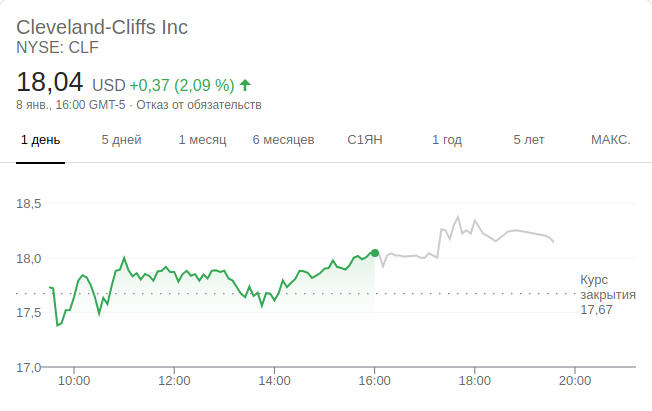 Cleveland-Cliffs Inc
NYSE: CLF
18,04 USD +0,37 (2,09 %)
8 янв., 16:00 GMT-5 · Отказ от обязательств
1 день 5 дней 1 месяц 6 месяцев С1ЯН 1 год 5 лет МАКС.
18,5
18,0
Курс
закрытия
17,67
17,5
17,0
10:00 12:00 14:00 16:00 18:00 20:00